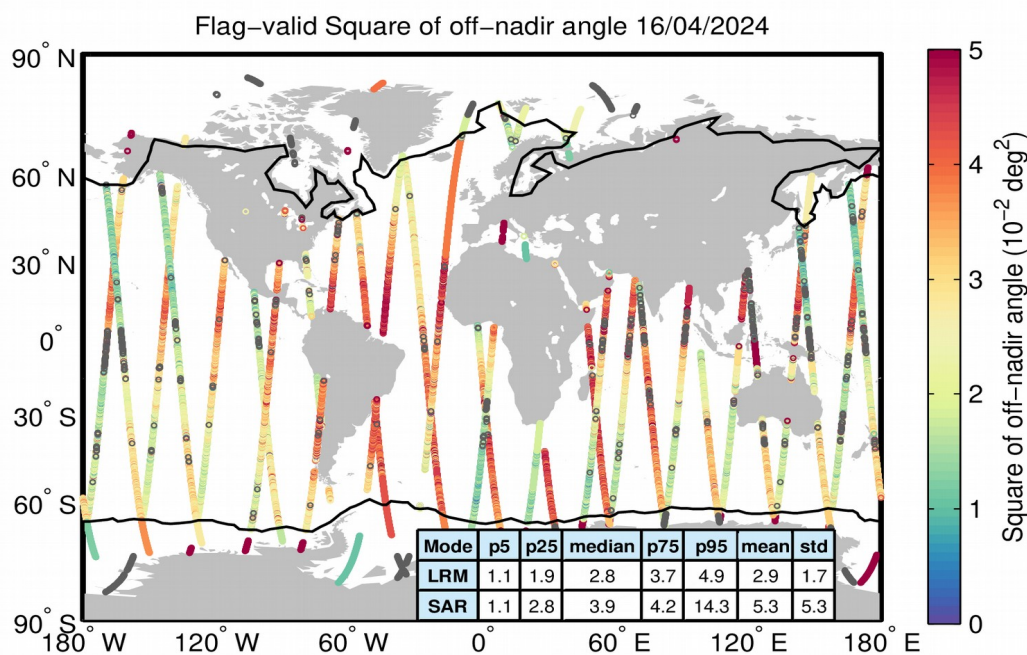 Flag−valid Square of off−nadir angle 16/04/2024
90° N
60° N
30° N
0°
30° S
60° S
90° S
180° W
120° W
60° W
0°
60° E
120° E
180° E
Mode p5 p25 median p75 p95 mean std
LRM 1.1 1.9 2.8 3.7 4.9 2.9 1.7
SAR 1.1 2.8 3.9 4.2 14.3 5.3 5.3
5
4
3
2
1
0
Square of off−nadir angle (10⁻² deg²)